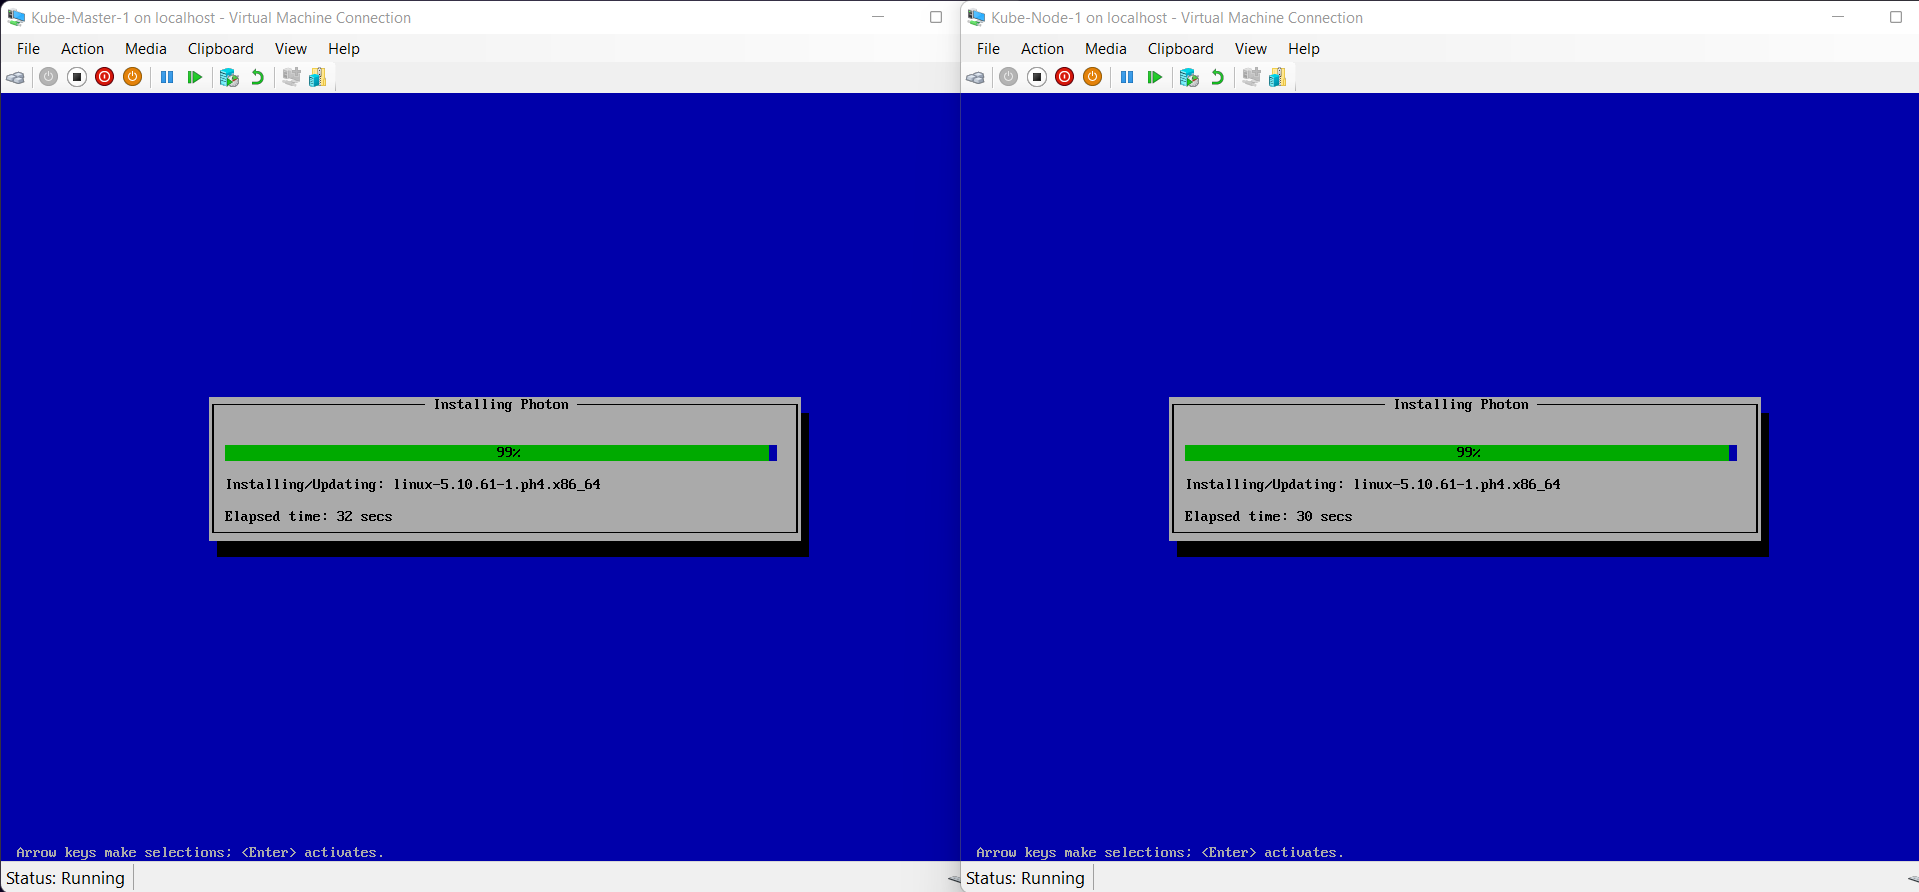 Kube-Master-1 on localhost - Virtual Machine Connection
File Action Media Clipboard View Help
Installing Photon
99%
Installing/Updating: linux-5.10.61-1.ph4.x86_64
Elapsed time: 32 secs
Arrow keys make selections; <Enter> activates.
Status: Running
Kube-Node-1 on localhost - Virtual Machine Connection
File Action Media Clipboard View Help
Installing Photon
99%
Installing/Updating: linux-5.10.61-1.ph4.x86_64
Elapsed time: 30 secs
Arrow keys make selections; <Enter> activates.
Status: Running